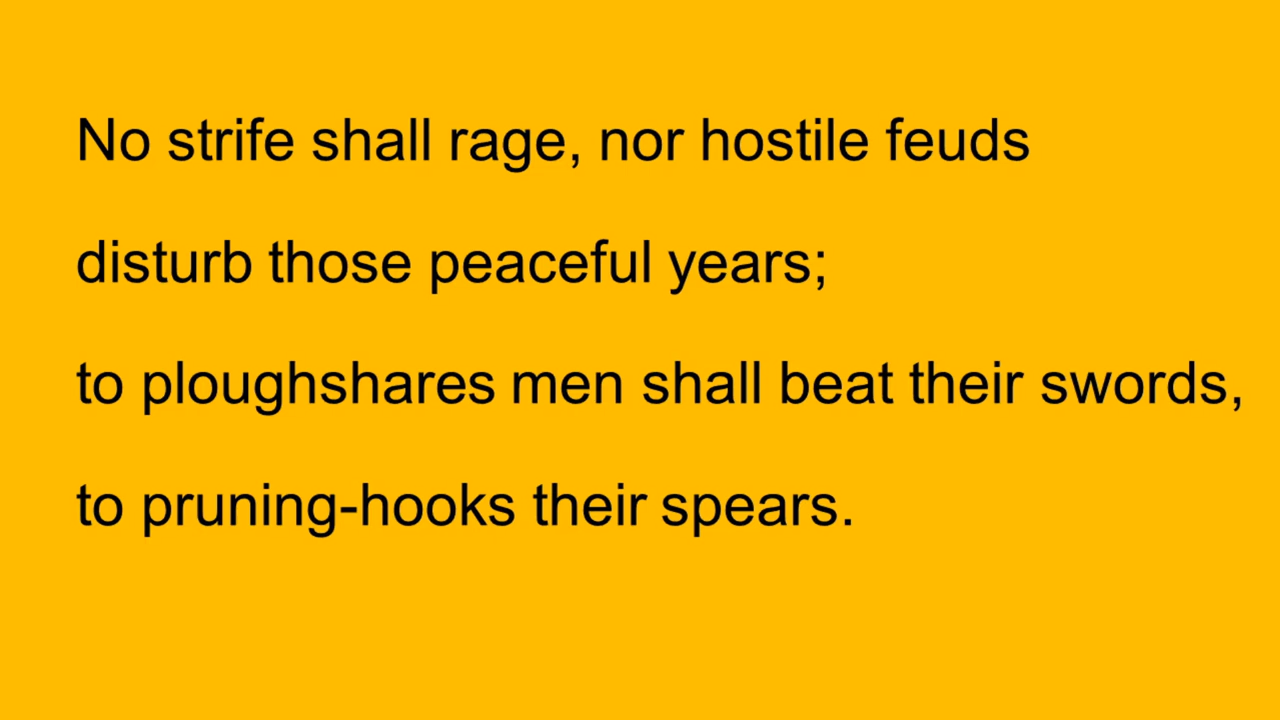 No strife shall rage, nor hostile feuds
disturb those peaceful years;
to ploughshares men shall beat their swords,
to pruning-hooks their spears.